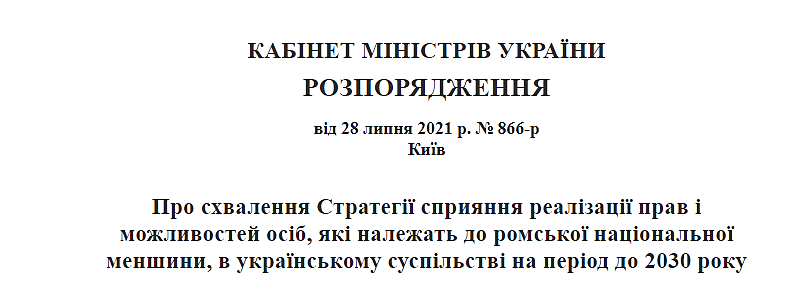 КАБІНЕТ МІНІСТРІВ УКРАЇНИ
РОЗПОРЯДЖЕННЯ
від 28 липня 2021 р. № 866-р
Київ
Про схвалення Стратегії сприяння реалізації прав і
можливостей осіб, які належать до ромської національної
меншини, в українському суспільстві на період до 2030 року